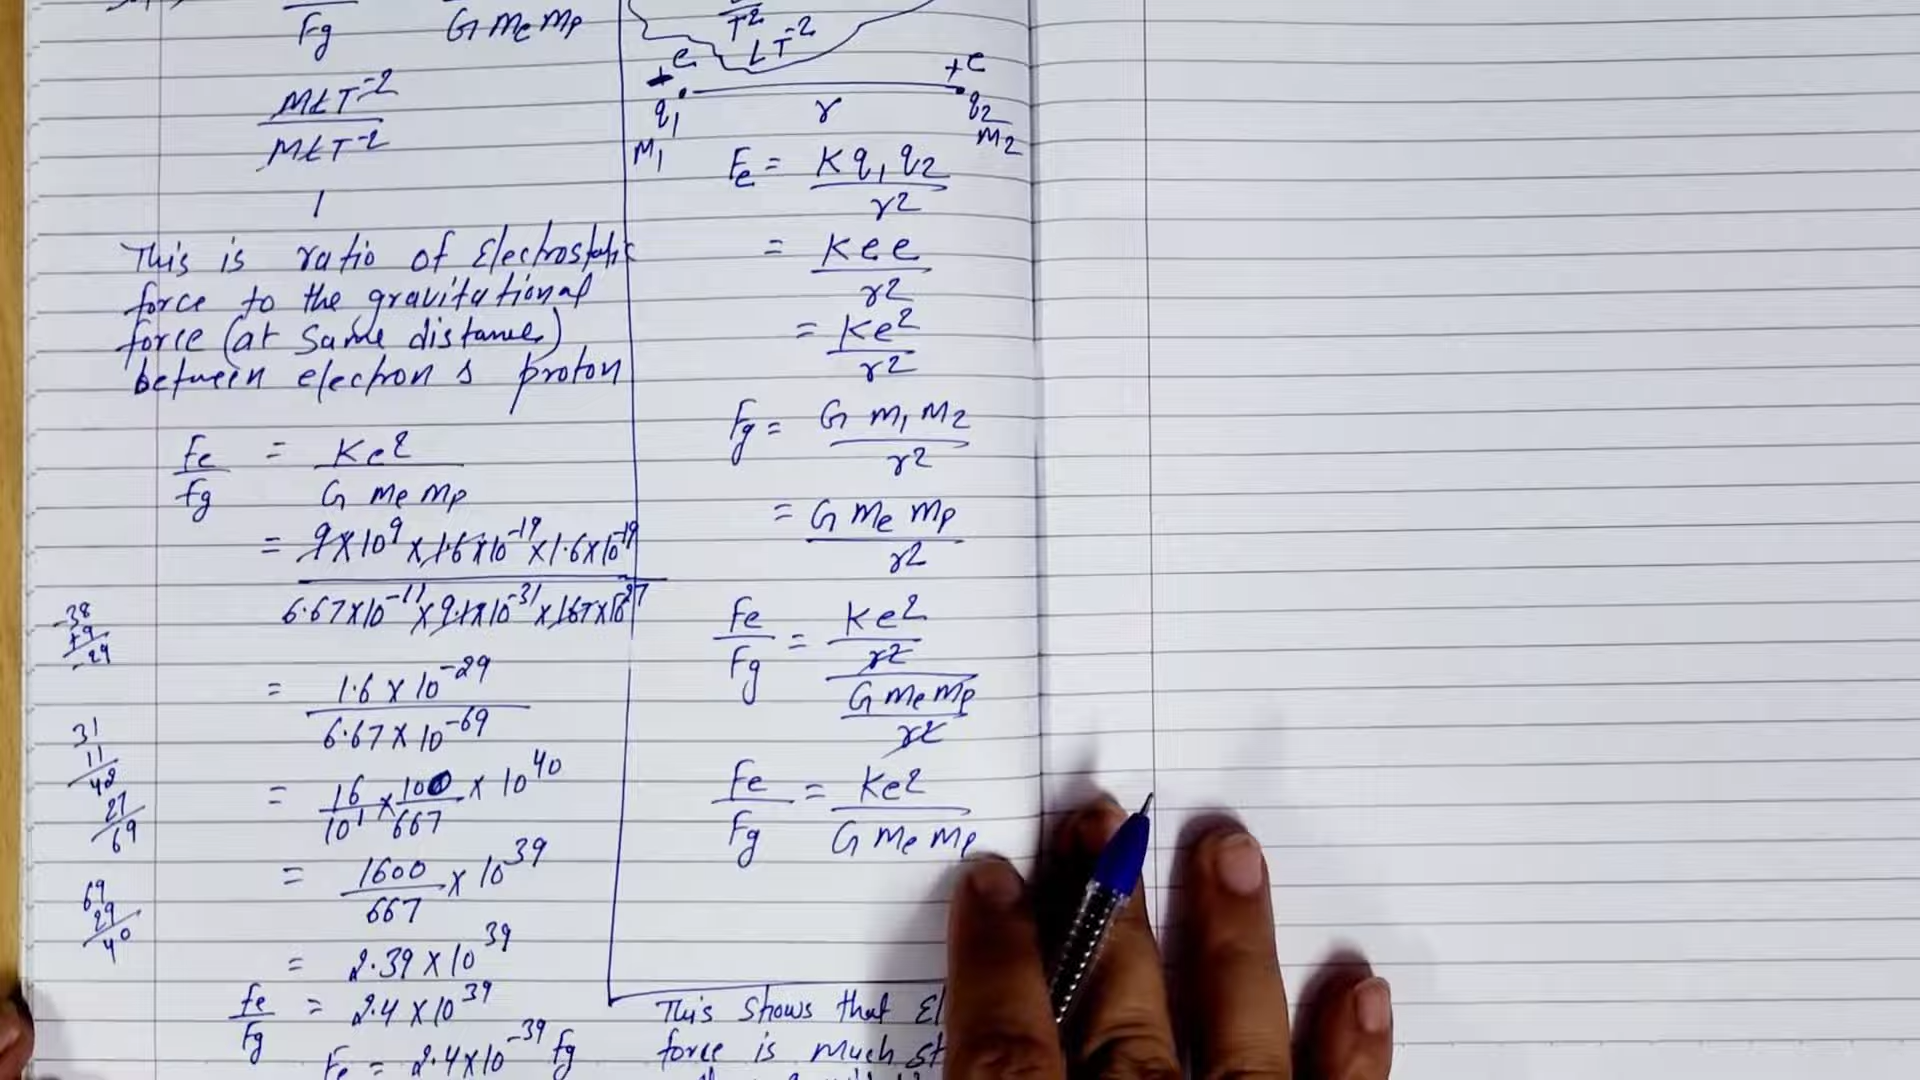 Fg G Me Mp
MLT⁻²
MLT⁻²
1
This is ratio of Electrostatic
force to the gravitational
force (at same distance)
between electron & proton
Fe = Ke²
Fg G Me Mp
= 9×10⁹ × 1.6×10⁻¹⁹ × 1.6×10⁻¹⁹
6.67×10⁻¹¹ × 9.1×10⁻³¹ × 1.67×10⁻²⁷
-38
+9
-29
= 1.6 × 10⁻²⁹
6.67 × 10⁻⁶⁹
31
11
42
27
69
= 16 × 100 × 10⁴⁰
10¹ 667
= 1600 × 10³⁹
667
69
29
40
= 2.39 × 10³⁹
Fe = 2.4 × 10³⁹
Fg
Fe = 2.4×10⁻³⁹ Fg
T²
LT⁻²
+e +e
q₁ r q₂
M₁ M₂
Fe = K q₁ q₂
r²
= K e e
r²
= Ke²
r²
Fg = G M₁ M₂
r²
= G Me Mp
r²
Fe = Ke²
Fg r²
G Me Mp
r²
Fe = Ke²
Fg G Me Mp
This shows that El
force is much st